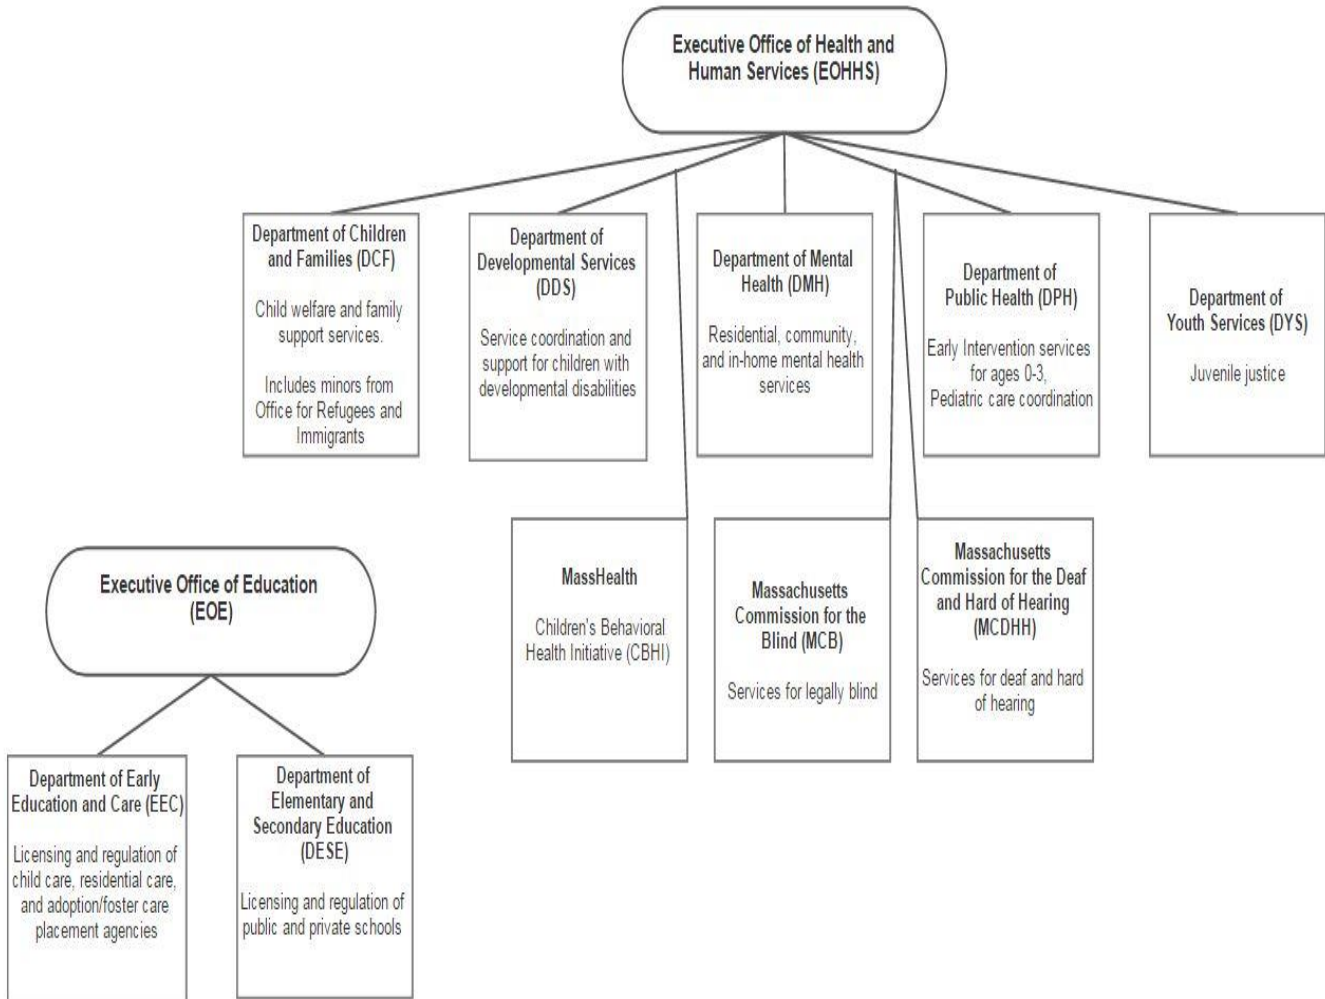 Executive Office of Health and
Human Services (EOHHS)
Department of Children
and Families (DCF)
Child welfare and family
support services.
Includes minors from
Office for Refugees and
Immigrants
Department of
Developmental Services
(DDS)
Service coordination and
support for children with
developmental disabilities
Department of Mental
Health (DMH)
Residential, community,
and in-home mental health
services
Department of
Public Health (DPH)
Early Intervention services
for ages 0-3,
Pediatric care coordination
Department of
Youth Services (DYS)
Juvenile justice
MassHealth
Children's Behavioral
Health Initiative (CBHI)
Massachusetts
Commission for the
Blind (MCB)
Services for legally blind
Massachusetts
Commission for the Deaf
and Hard of Hearing
(MCDHH)
Services for deaf and hard
of hearing
Executive Office of Education
(EOE)
Department of Early
Education and Care (EEC)
Licensing and regulation of
child care, residential care,
and adoption/foster care
placement agencies
Department of
Elementary and
Secondary Education
(DESE)
Licensing and regulation of
public and private schools